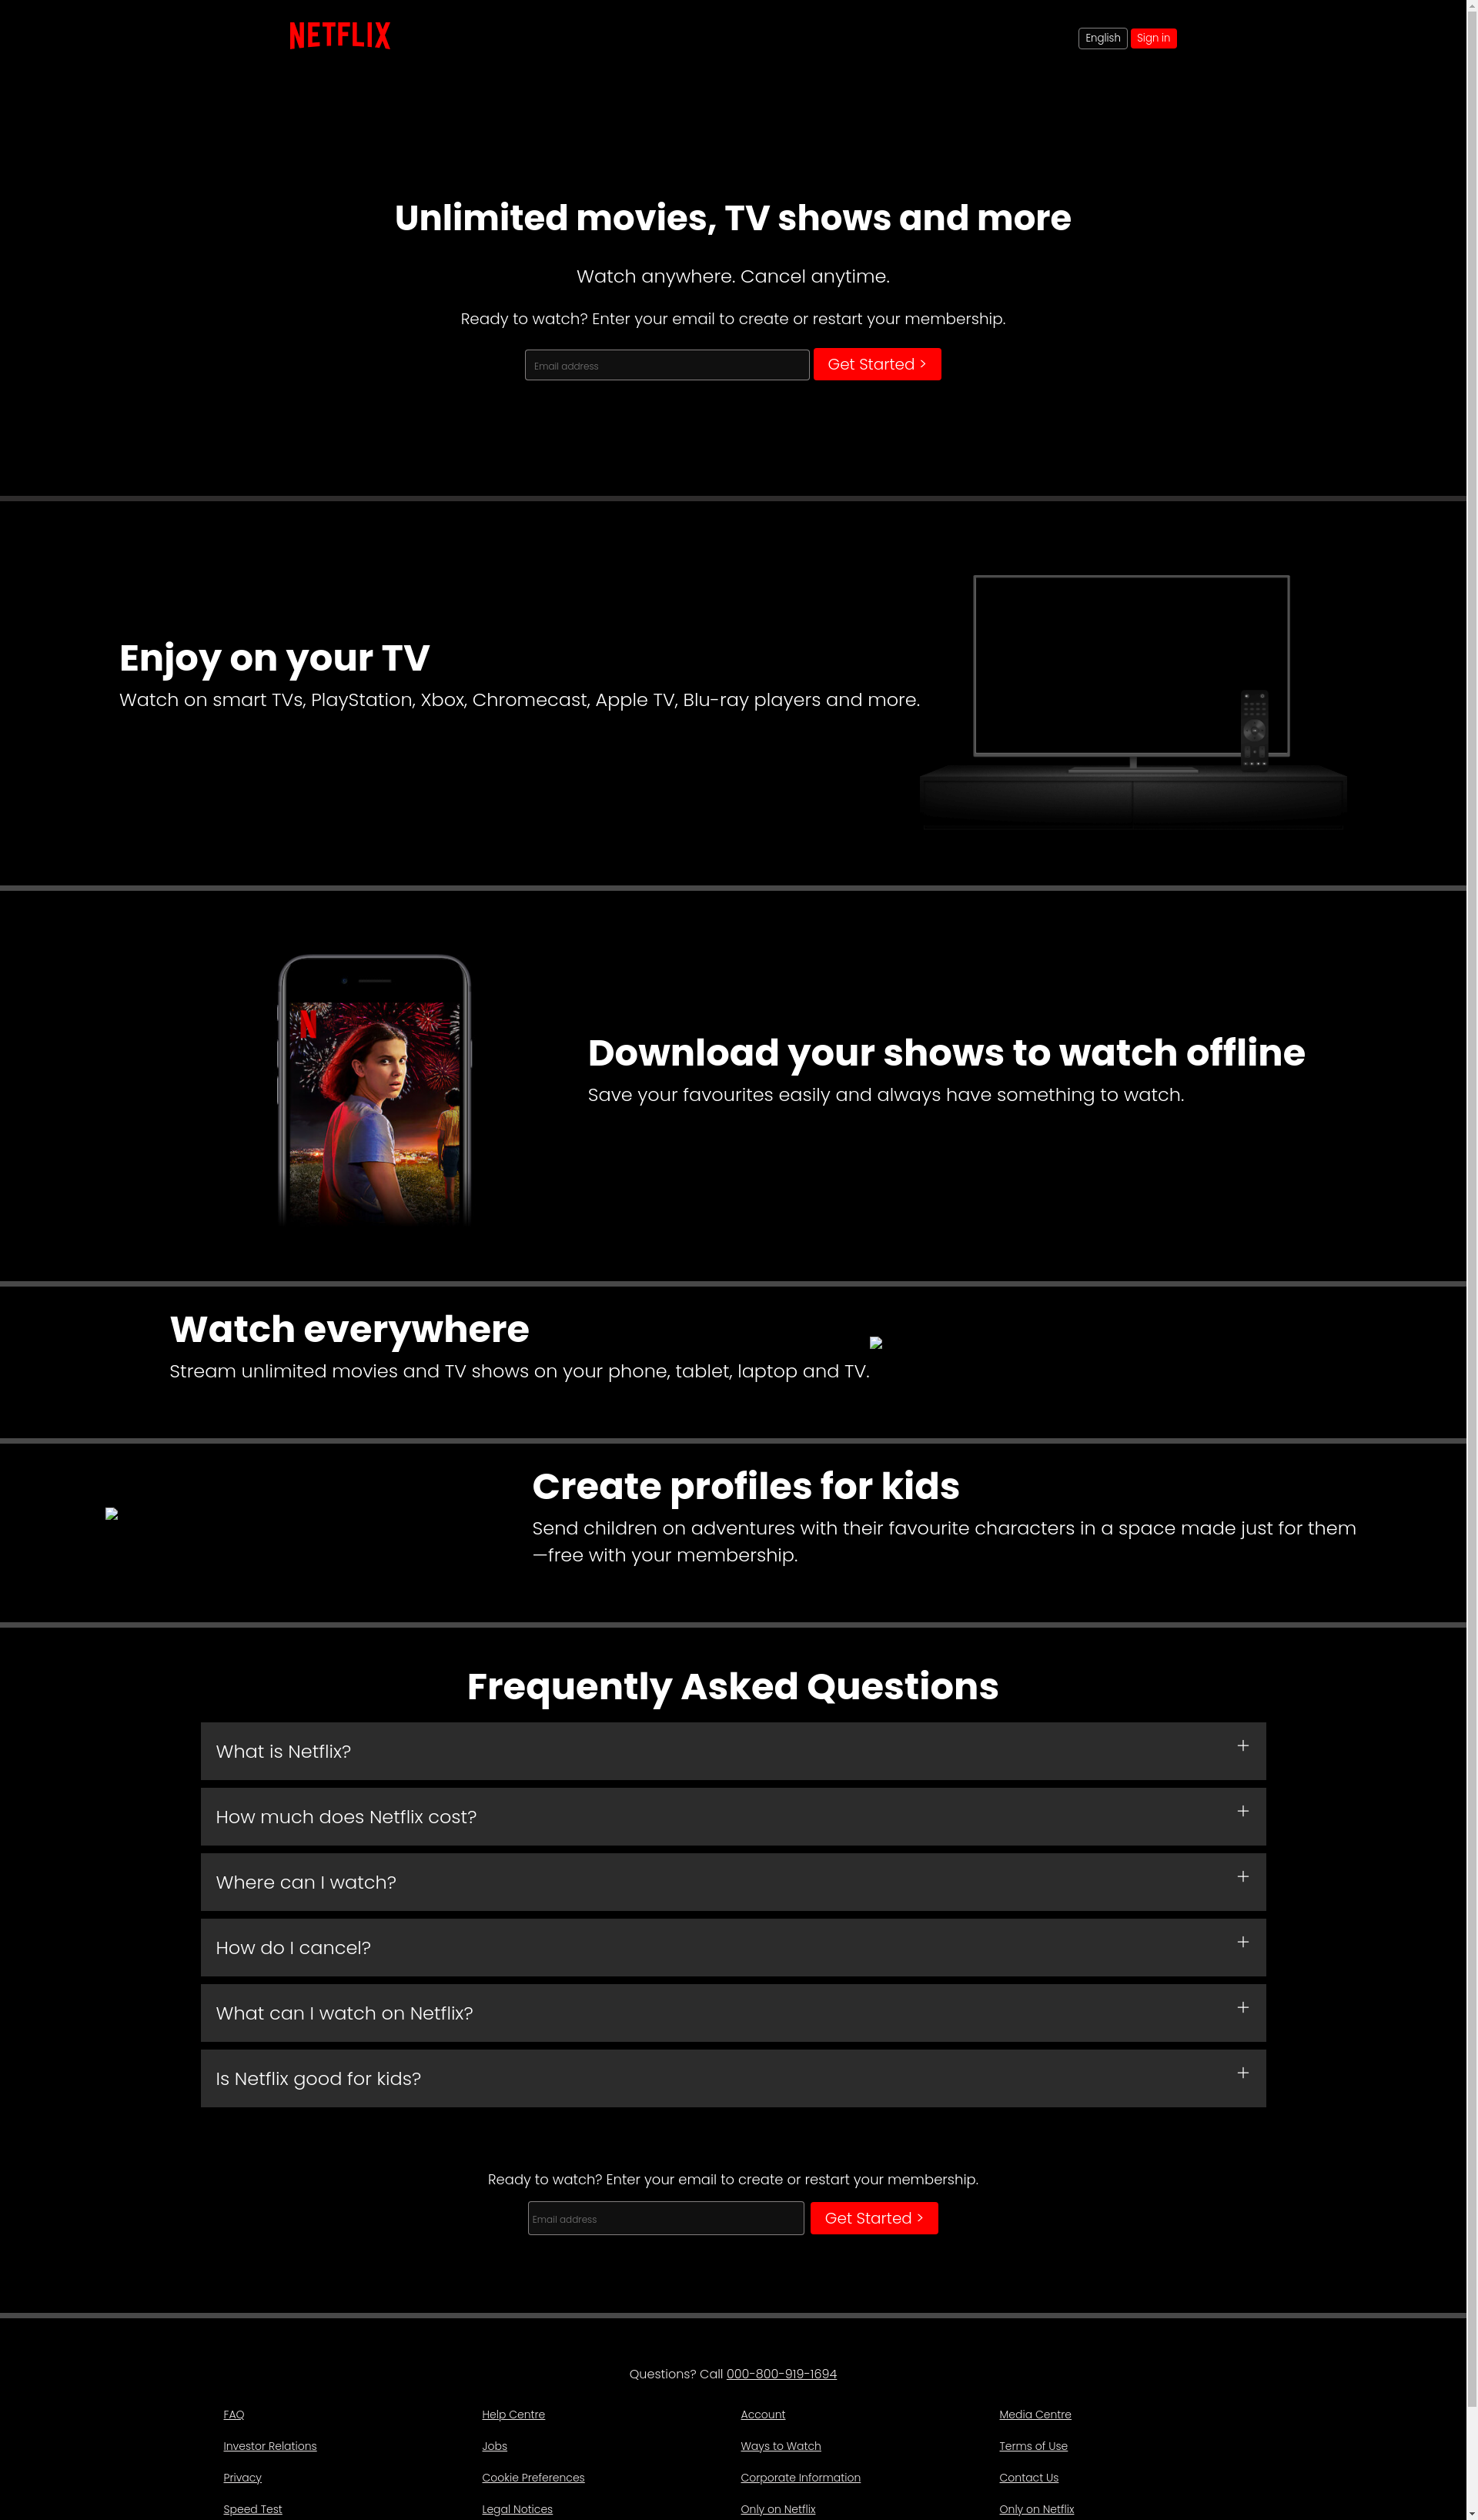 NETFLIX
English Sign in
Unlimited movies, TV shows and more
Watch anywhere. Cancel anytime.
Ready to watch? Enter your email to create or restart your membership.
Email address Get Started >
Enjoy on your TV
Watch on smart TVs, PlayStation, Xbox, Chromecast, Apple TV, Blu-ray players and more.
N
Download your shows to watch offline
Save your favourites easily and always have something to watch.
Watch everywhere
Stream unlimited movies and TV shows on your phone, tablet, laptop and TV.
Create profiles for kids
Send children on adventures with their favourite characters in a space made just for them
—free with your membership.
Frequently Asked Questions
What is Netflix? +
How much does Netflix cost? +
Where can I watch? +
How do I cancel? +
What can I watch on Netflix? +
Is Netflix good for kids? +
Ready to watch? Enter your email to create or restart your membership.
Email address Get Started >
Questions? Call 000-800-919-1694
FAQ Help Centre Account Media Centre
Investor Relations Jobs Ways to Watch Terms of Use
Privacy Cookie Preferences Corporate Information Contact Us
Speed Test Legal Notices Only on Netflix Only on Netflix